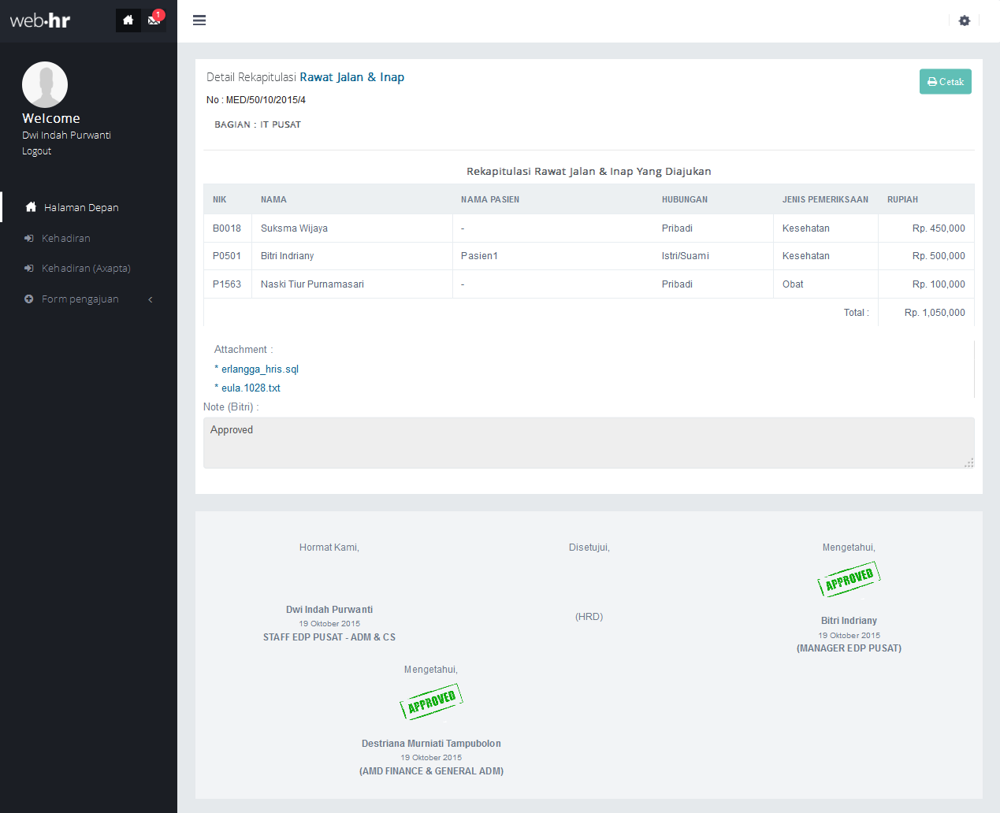 web·hr
1
Welcome
Dwi Indah Purwanti
Logout
Halaman Depan
Kehadiran
Kehadiran (Axapta)
Form pengajuan
Detail Rekapitulasi Rawat Jalan & Inap
Cetak
No : MED/50/10/2015/4
BAGIAN : IT PUSAT
Rekapitulasi Rawat Jalan & Inap Yang Diajukan
NIK NAMA NAMA PASIEN HUBUNGAN JENIS PEMERIKSAAN RUPIAH
B0018 Suksma Wijaya - Pribadi Kesehatan Rp. 450,000
P0501 Bitri Indriany Pasien1 Istri/Suami Kesehatan Rp. 500,000
P1563 Naski Tiur Purnamasari - Pribadi Obat Rp. 100,000
Total : Rp. 1,050,000
Attachment :
* erlangga_hris.sql
* eula.1028.txt
Note (Bitri) :
Approved
Hormat Kami, Disetujui, Mengetahui,
APPROVED
Dwi Indah Purwanti
19 Oktober 2015
STAFF EDP PUSAT - ADM & CS
(HRD)
Bitri Indriany
19 Oktober 2015
(MANAGER EDP PUSAT)
Mengetahui,
APPROVED
Destriana Murniati Tampubolon
19 Oktober 2015
(AMD FINANCE & GENERAL ADM)